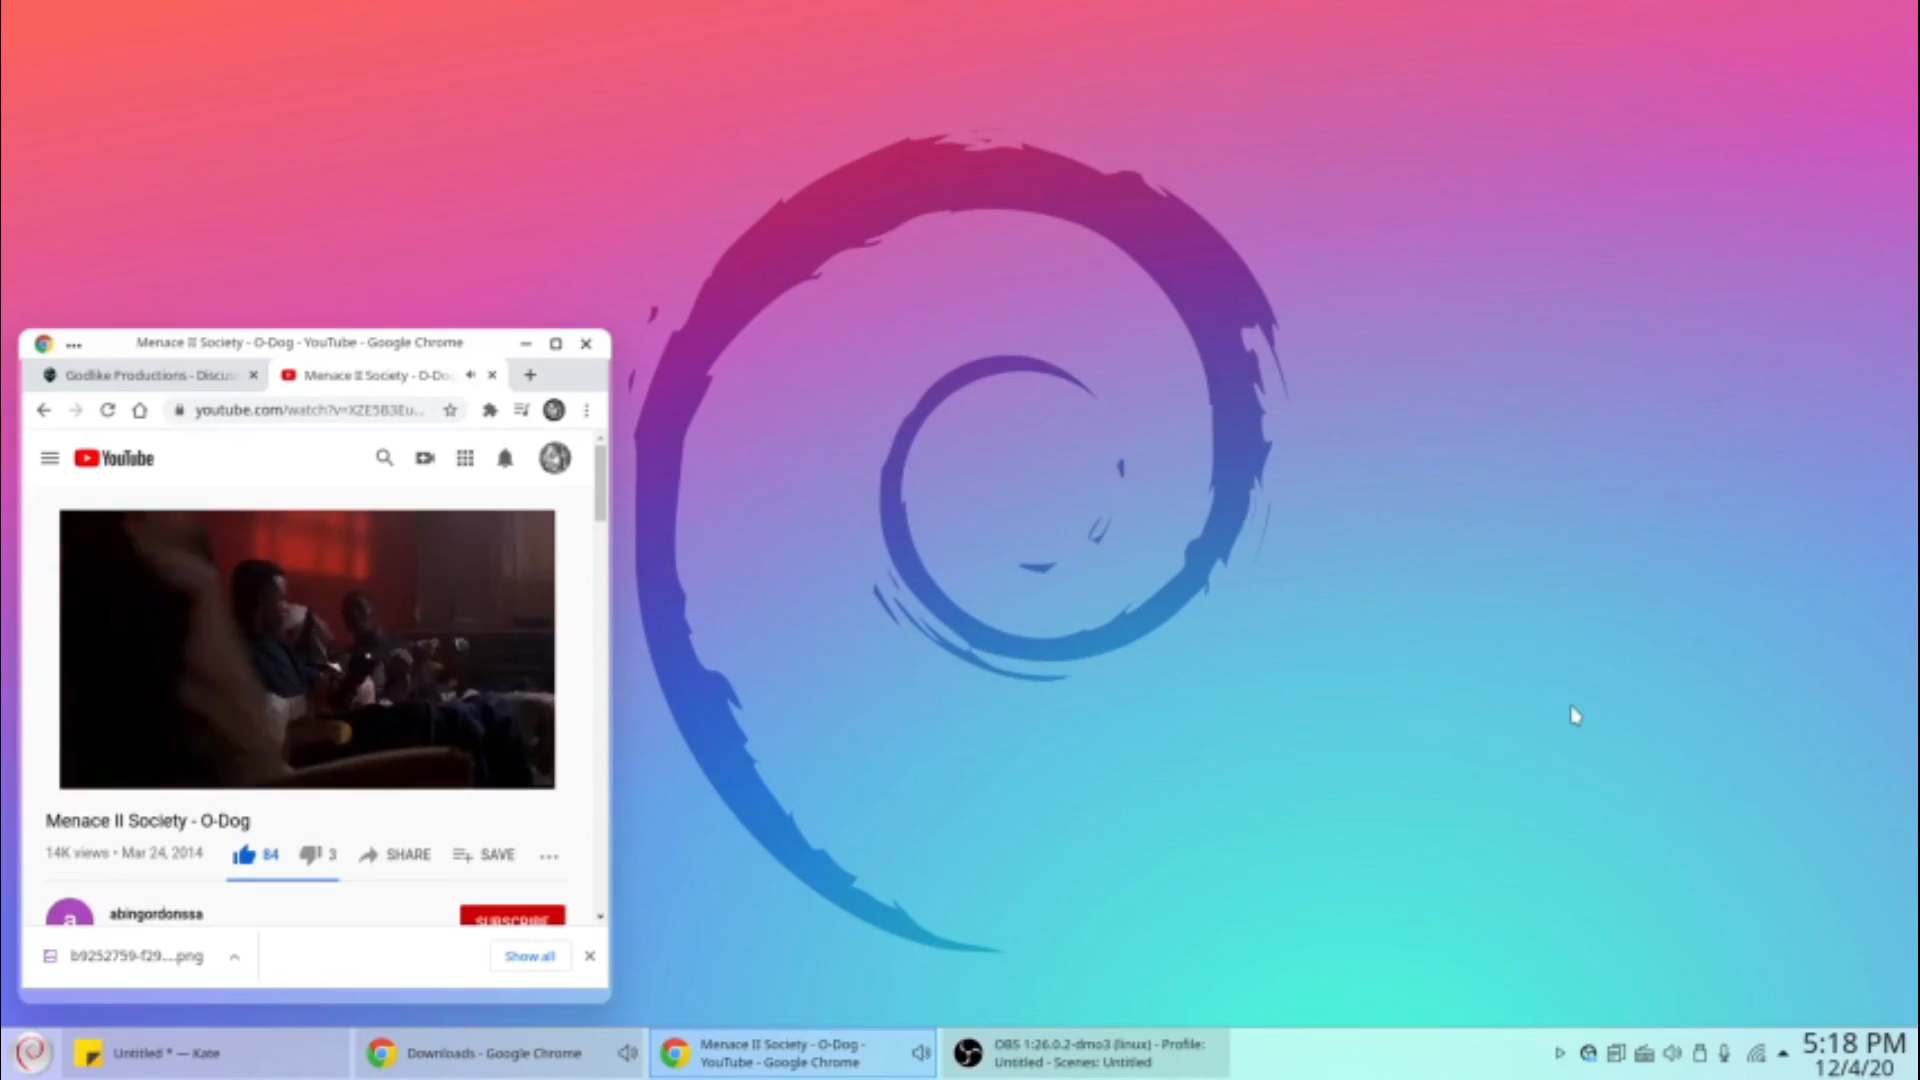 Menace II Society - O-Dog - YouTube - Google Chrome
Godlike Productions - Discus
Menace II Society - O-Do
youtube.com/watch?v=XZE5B3Eu...
YouTube
Menace II Society - O-Dog
14K views • Mar 24, 2014
84
3
SHARE
SAVE
a
abingordonssa
SUBSCRIBE
b9252759-f29....png
Show all
Untitled * — Kate
Downloads - Google Chrome
Menace II Society - O-Dog -
YouTube - Google Chrome
OBS 1:26.0.2-dmo3 (linux) - Profile:
Untitled - Scenes: Untitled
5:18 PM
12/4/20